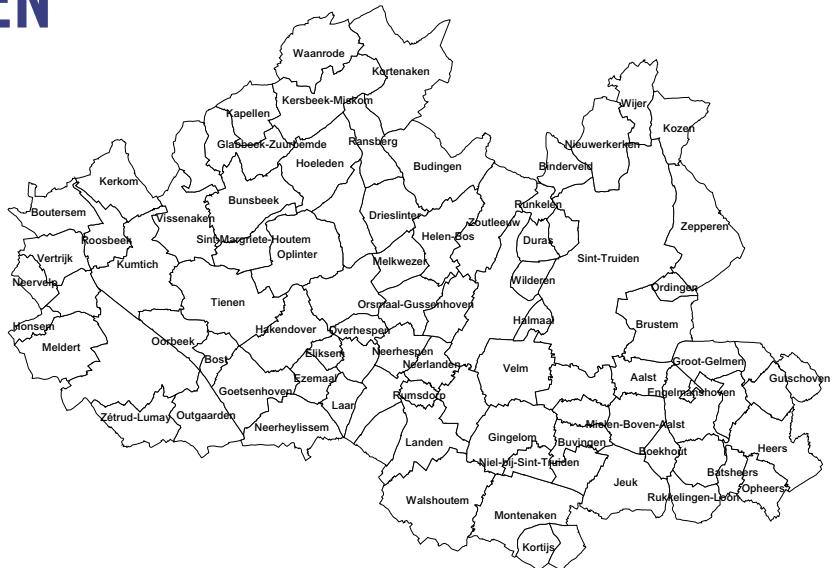 EN
Waanrode
Kortenaken
Kersbeek-Miskom
Wijer
Kapellen
Kozen
Glabbeek-Zuurbemde
Ransberg
Nieuwerkerken
Hoeleden
Budingen
Binderveld
Kerkom
Bunsbeek
Runkelen
Boutersem
Vissenaken
Drieslinter
Zoutleeuw
Zepperen
Roosbeek
Sint-Margriete-Houtem
Helen-Bos
Duras
Oplinter
Vertrijk
Kumtich
Melkwezer
Sint-Truiden
Neervelp
Wilderen
Ordingen
Tienen
Orsmaal-Gussenhoven
Honsem
Hakendover
Overhespen
Halmaal
Brustem
Meldert
Oorbeek
Eliksem
Neerhespen
Bost
Neerlanden
Velm
Groot-Gelmen
Ezemaal
Aalst
Gutschoven
Goetsenhoven
Rumsdorp
Engelmanshoven
Laar
Zétrud-Lumay
Outgaarden
Neerheylissem
Mielen-Boven-Aalst
Landen
Gingelom
Buvingen
Boekhout
Heers
Niel-bij-Sint-Truiden
Batsheers
Jeuk
Opheers
Walshoutem
Rukkelingen-Loon
Montenaken
Kortijs